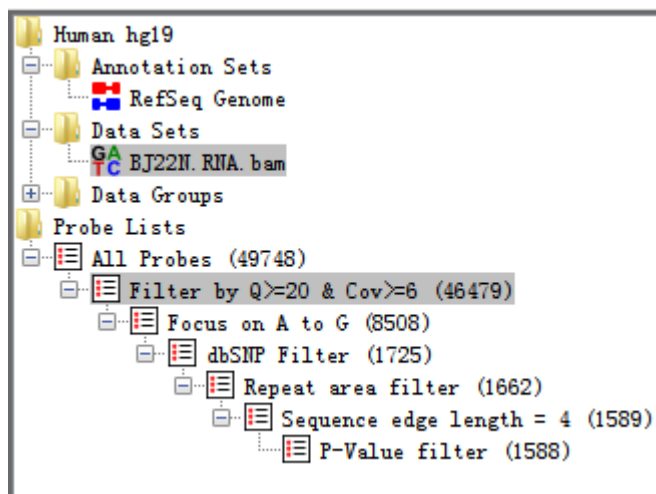 Human hg19
Annotation Sets
RefSeq Genome
Data Sets
GATC BJ22N.RNA.bam
Data Groups
Probe Lists
All Probes (49748)
Filter by Q>=20 & Cov>=6 (46479)
Focus on A to G (8508)
dbSNP Filter (1725)
Repeat area filter (1662)
Sequence edge length = 4 (1589)
P-Value filter (1588)